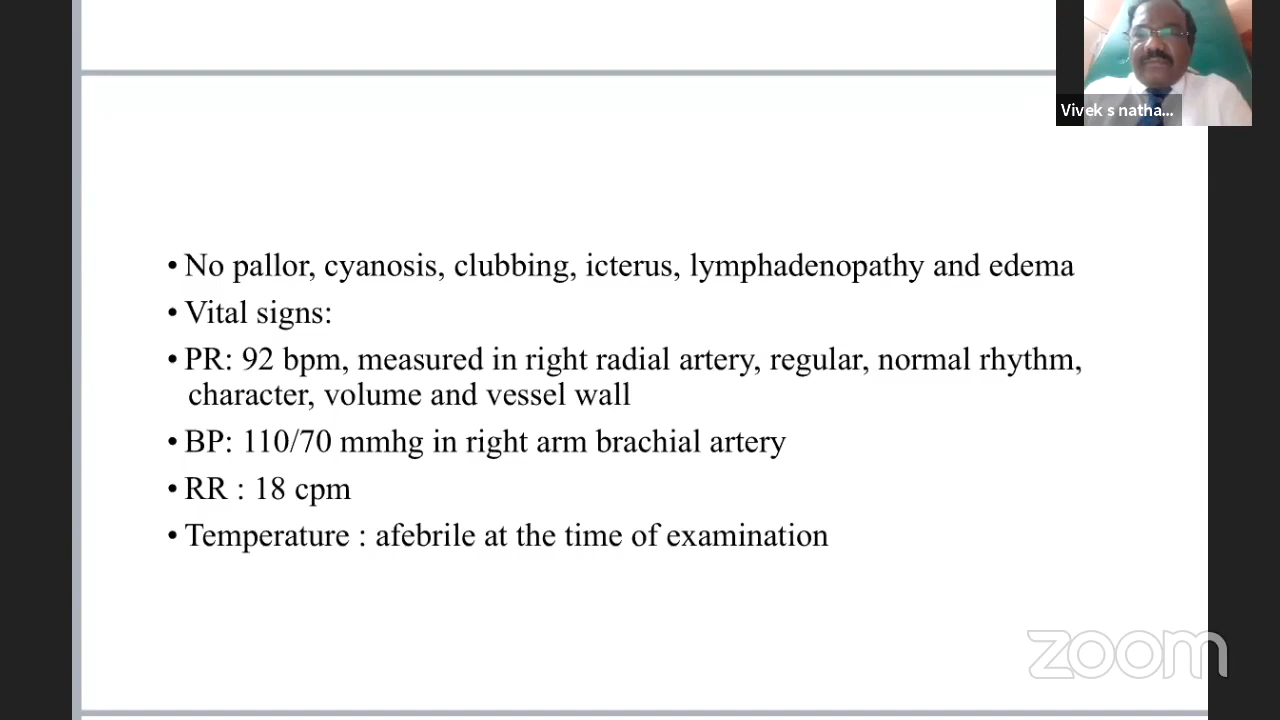 Vivek s natha...
• No pallor, cyanosis, clubbing, icterus, lymphadenopathy and edema
• Vital signs:
• PR: 92 bpm, measured in right radial artery, regular, normal rhythm,
character, volume and vessel wall
• BP: 110/70 mmhg in right arm brachial artery
• RR : 18 cpm
• Temperature : afebrile at the time of examination
zoom